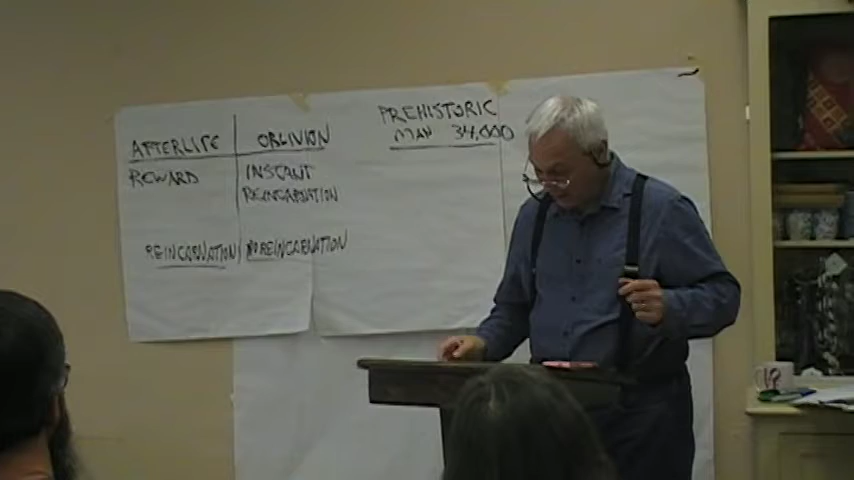 AFTERLIFE OBLIVION
REWARD INSTANT
REINCARNATION
REINCARNATION NO REINCARNATION
PREHISTORIC
MAN 34,000